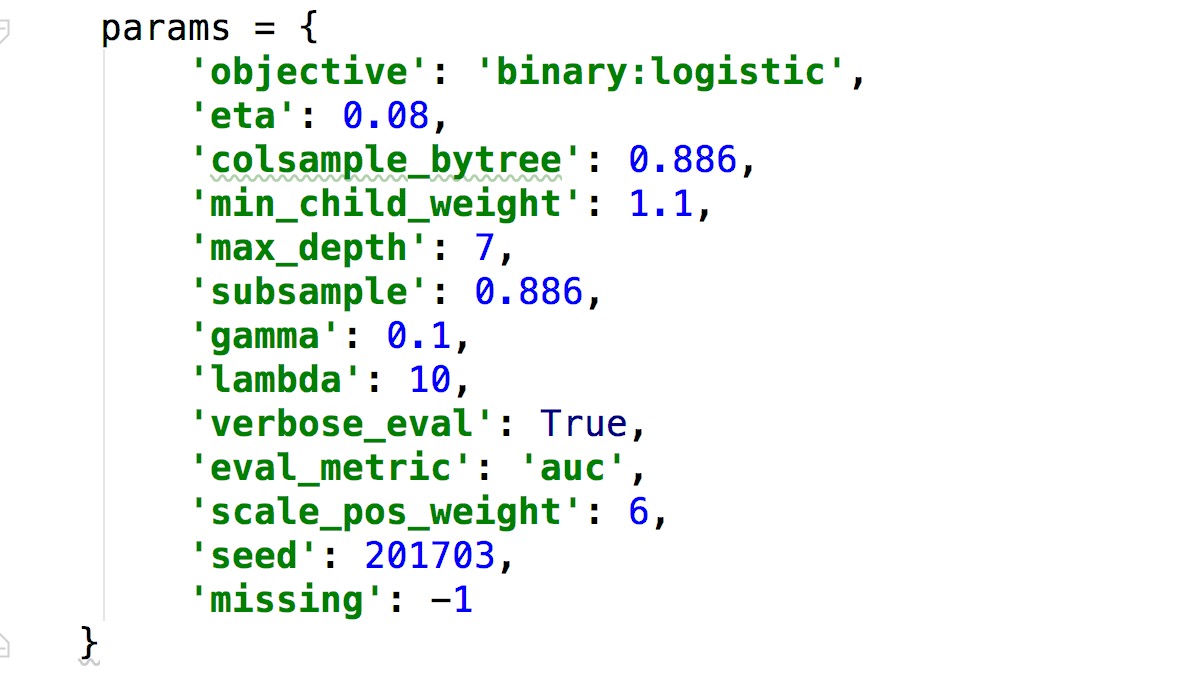 params = {
'objective': 'binary:logistic',
'eta': 0.08,
'colsample_bytree': 0.886,
'min_child_weight': 1.1,
'max_depth': 7,
'subsample': 0.886,
'gamma': 0.1,
'lambda': 10,
'verbose_eval': True,
'eval_metric': 'auc',
'scale_pos_weight': 6,
'seed': 201703,
'missing': -1
}